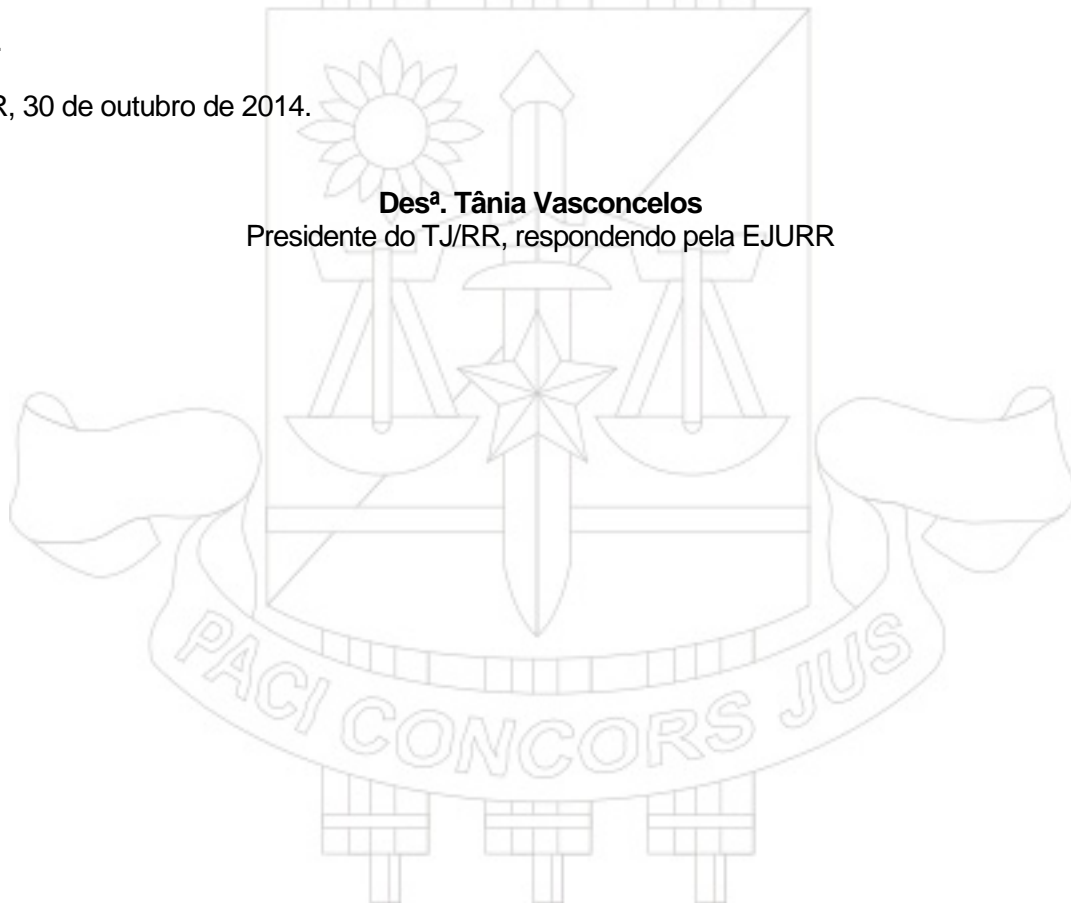 R, 30 de outubro de 2014.
Desª. Tânia Vasconcelos
Presidente do TJ/RR, respondendo pela EJURR
PACI CONCORS JUS